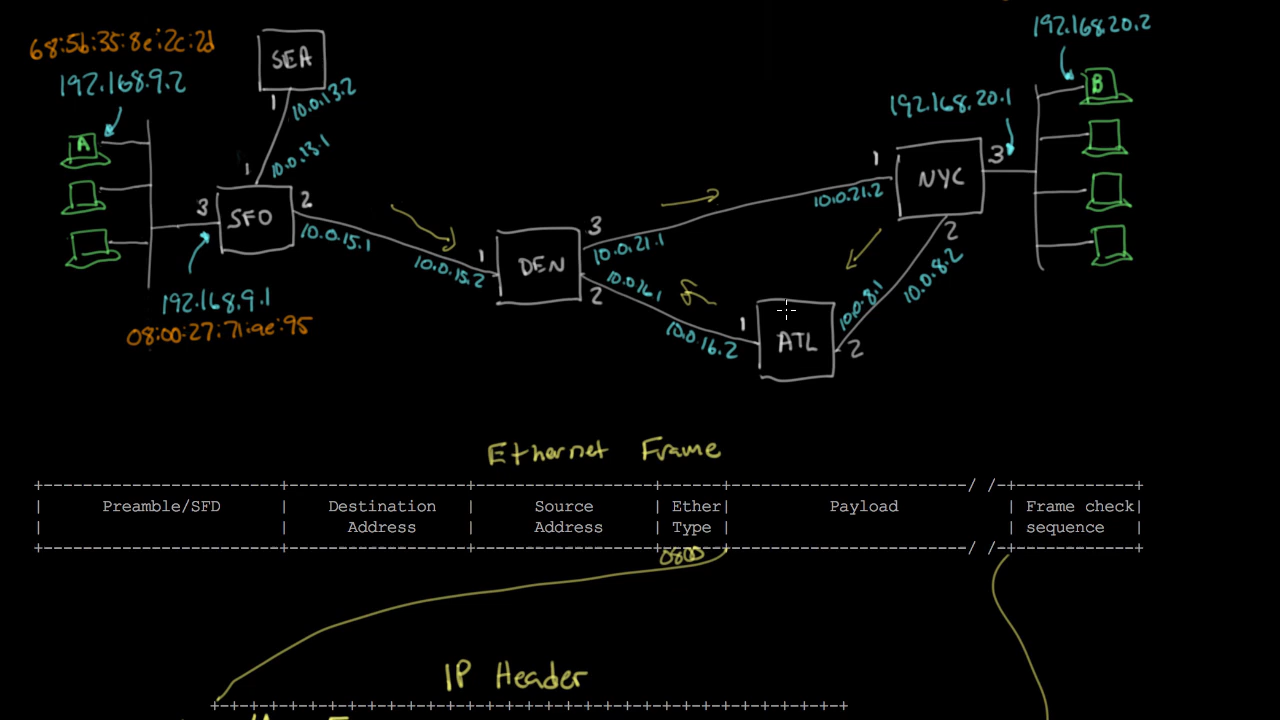 68:5b:35:8e:2c:2d
192.168.9.2
SEA
1
10.0.13.2
10.0.13.1
1
A
3
SFO
2
10.0.15.1
192.168.9.1
08:00:27:71:ae:95
10.0.15.2
1
DEN
3
10.0.21.1
2
10.0.16.1
10.0.16.2
1
ATL
2
10.0.8.1
10.0.8.2
2
NYC
1
10.0.21.2
3
192.168.20.1
192.168.20.2
B
Ethernet Frame
+---+---+---+---+---/ /-+---+
| Preamble/SFD | Destination | Source | Ether| Payload | Frame check|
| | Address | Address | Type | | sequence |
0800
IP Header